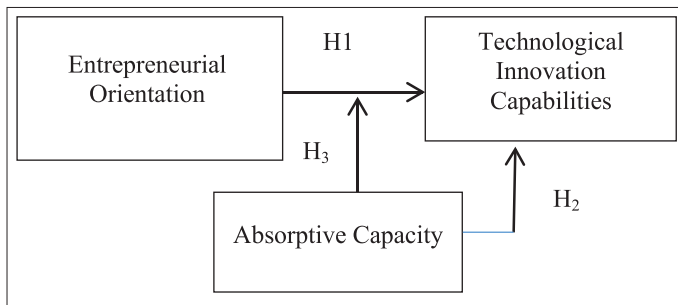 Entrepreneurial
Orientation
H1
Technological
Innovation
Capabilities
H₃
Absorptive Capacity
H₂